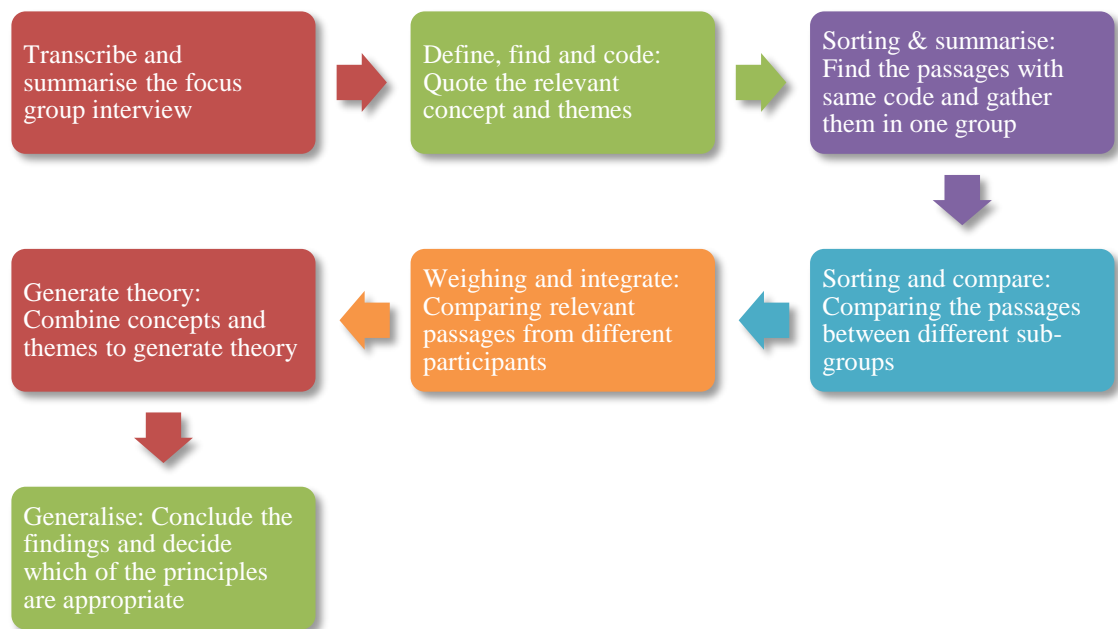 Transcribe and
summarise the focus
group interview
Define, find and code:
Quote the relevant
concept and themes
Sorting & summarise:
Find the passages with
same code and gather
them in one group
Sorting and compare:
Comparing the passages
between different sub-
groups
Weighing and integrate:
Comparing relevant
passages from different
participants
Generate theory:
Combine concepts and
themes to generate theory
Generalise: Conclude the
findings and decide
which of the principles
are appropriate